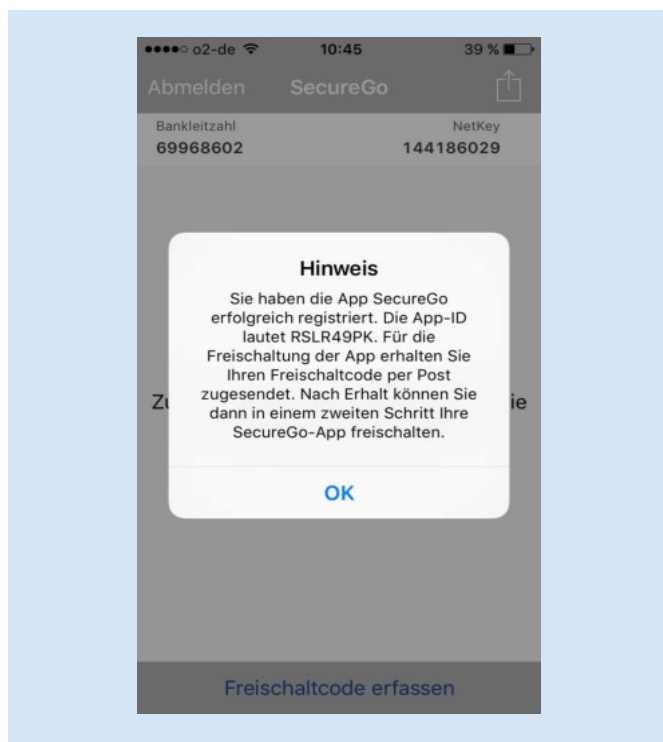 o2-de 10:45 39 %
Abmelden SecureGo
Bankleitzahl NetKey
69968602 144186029
Hinweis
Sie haben die App SecureGo
erfolgreich registriert. Die App-ID
lautet RSLR49PK. Für die
Freischaltung der App erhalten Sie
Ihren Freischaltcode per Post
zugesendet. Nach Erhalt können Sie
dann in einem zweiten Schritt Ihre
SecureGo-App freischalten.
OK
Freischaltcode erfassen